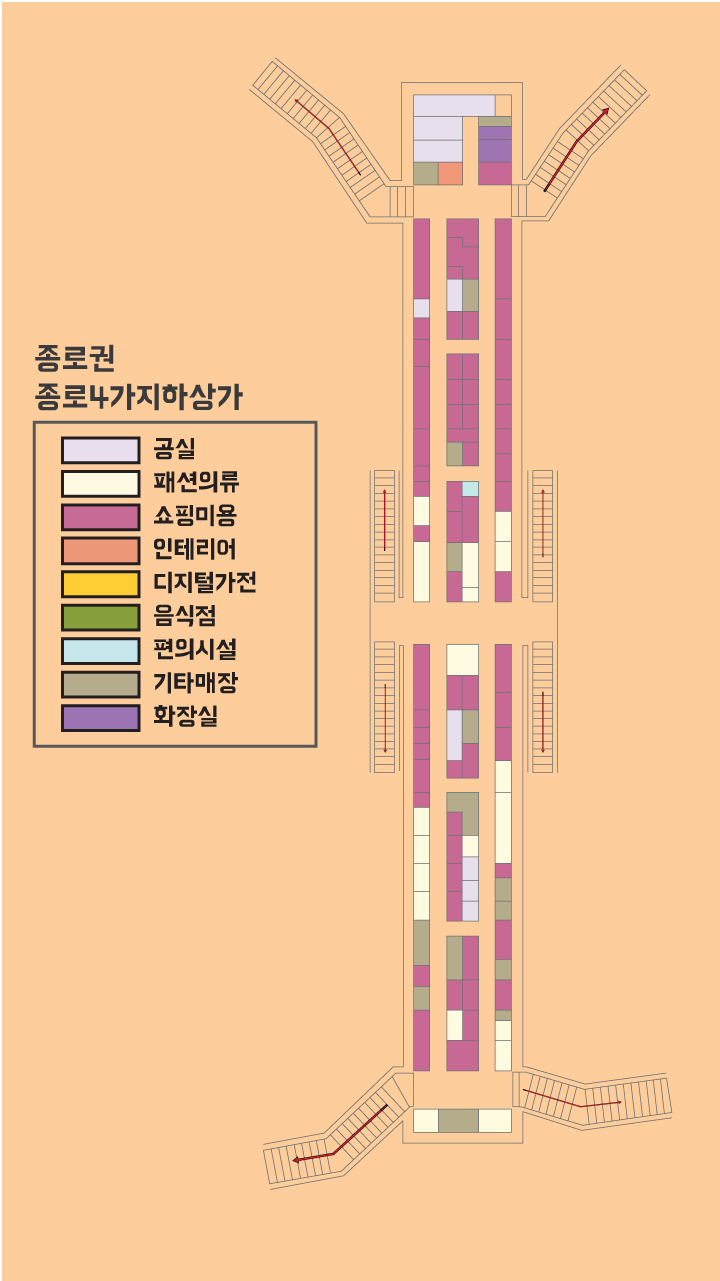 종로권
종로4가지하상가
공실
패션의류
쇼핑미용
인테리어
디지털가전
음식점
편의시설
기타매장
화장실